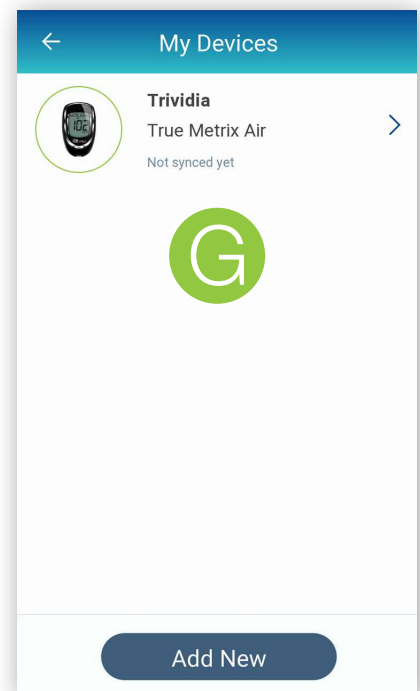 My Devices
Trividia
True Metrix Air
Not synced yet
G
Add New